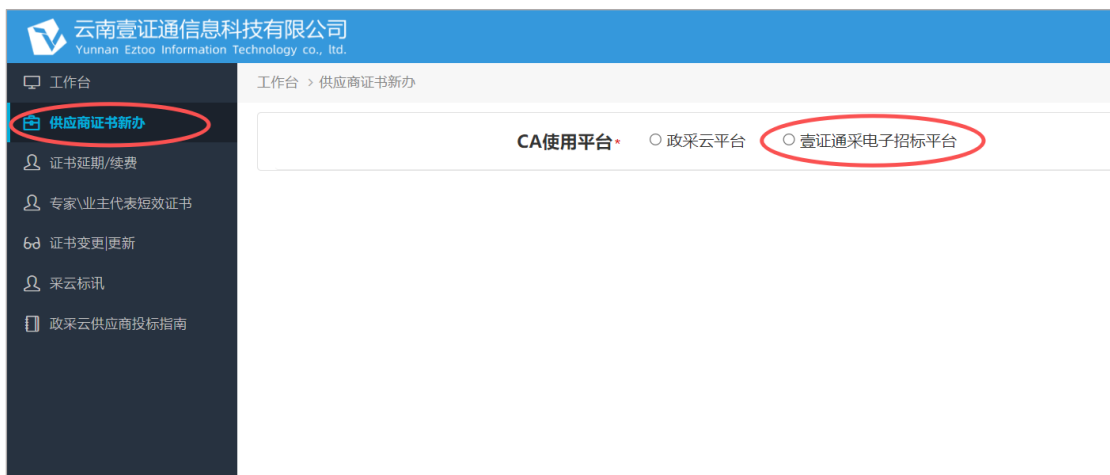 云南壹证通信息科技有限公司
Yunnan Eztoo Information Technology co., ltd.
工作台
工作台 > 供应商证书新办
供应商证书新办
CA使用平台* 政采云平台 壹证通采电子招标平台
证书延期/续费
专家\业主代表短效证书
证书变更|更新
采云标讯
政采云供应商投标指南